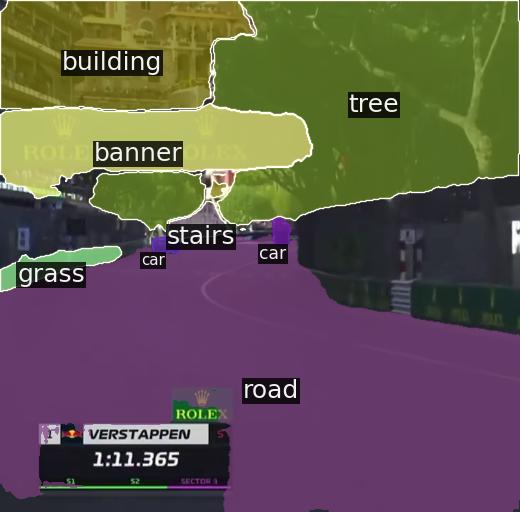 building
tree
ROLEX ROLEX
banner
stairs
car
car
grass
road
ROLEX
1 VERSTAPPEN
1:11.365
S1 S2 SECTOR 3